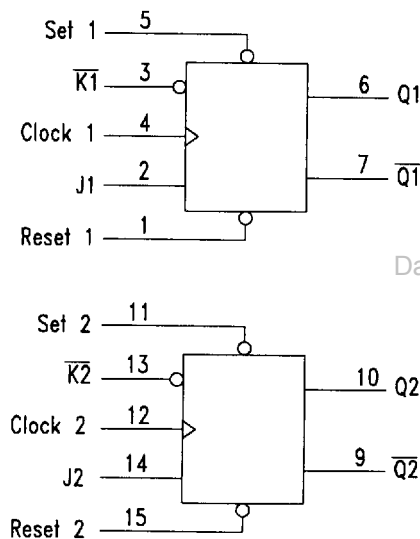 Set 1 5
K1 3
6 Q1
Clock 1 4
7 Q1
J1 2
Reset 1 1
Da
Set 2 11
K2 13
10 Q2
Clock 2 12
9 Q2
J2 14
Reset 2 15